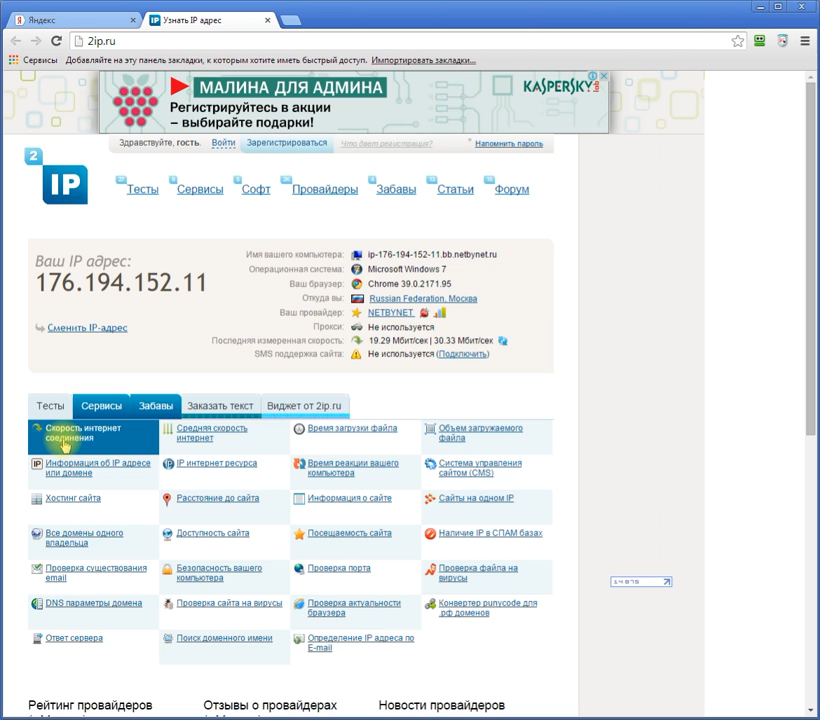 Яндекс
Узнать IP адрес
2ip.ru
Сервисы Добавляйте на эту панель закладки, к которым хотите иметь быстрый доступ. Импортировать закладки...
МАЛИНА ДЛЯ АДМИНА
Регистрируйтесь в акции
– выбирайте подарки!
KASPERSKY lab
Здравствуйте, гость. Войти Зарегистрироваться Что дает регистрация? Напомнить пароль
2
IP
Тесты Сервисы Софт Провайдеры Забавы Статьи Форум
Ваш IP адрес:
176.194.152.11
Сменить IP-адрес
Имя вашего компьютера: ip-176-194-152-11.bb.netbynet.ru
Операционная система: Microsoft Windows 7
Ваш браузер: Chrome 39.0.2171.95
Откуда вы: Russian Federation, Москва
Ваш провайдер: NETBYNET
Прокси: Не используется
Последняя измеренная скорость: 19.29 Мбит/сек | 30.33 Мбит/сек
SMS поддержка сайта: Не используется (Подключить)
Тесты Сервисы Забавы Заказать текст Виджет от 2ip.ru
Скорость интернет
соединения
Средняя скорость
интернет
Время загрузки файла
Объем загружаемого
файла
Информация об IP адресе
или домене
IP интернет ресурса
Время реакции вашего
компьютера
Система управления
сайтом (CMS)
Хостинг сайта
Расстояние до сайта
Информация о сайте
Сайты на одном IP
Все домены одного
владельца
Доступность сайта
Посещаемость сайта
Наличие IP в СПАМ базах
Проверка существования
email
Безопасность вашего
компьютера
Проверка порта
Проверка файла на
вирусы
DNS параметры домена
Проверка сайта на вирусы
Проверка актуальности
браузера
Конвертер punycode для
рф доменов
Ответ сервера
Поиск доменного имени
Определение IP адреса по
E-mail
Рейтинг провайдеров
Отзывы о провайдерах
Новости провайдеров